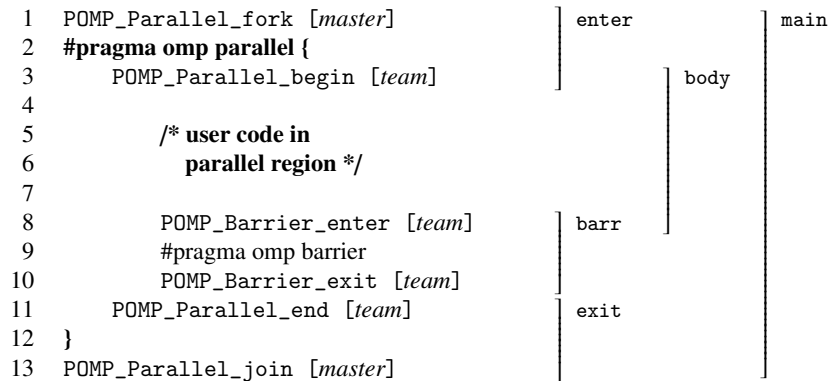 1 POMP_Parallel_fork [master] enter main
2 #pragma omp parallel {
3 POMP_Parallel_begin [team] body
4
5 /* user code in
6 parallel region */
7
8 POMP_Barrier_enter [team] barr
9 #pragma omp barrier
10 POMP_Barrier_exit [team]
11 POMP_Parallel_end [team] exit
12 }
13 POMP_Parallel_join [master]